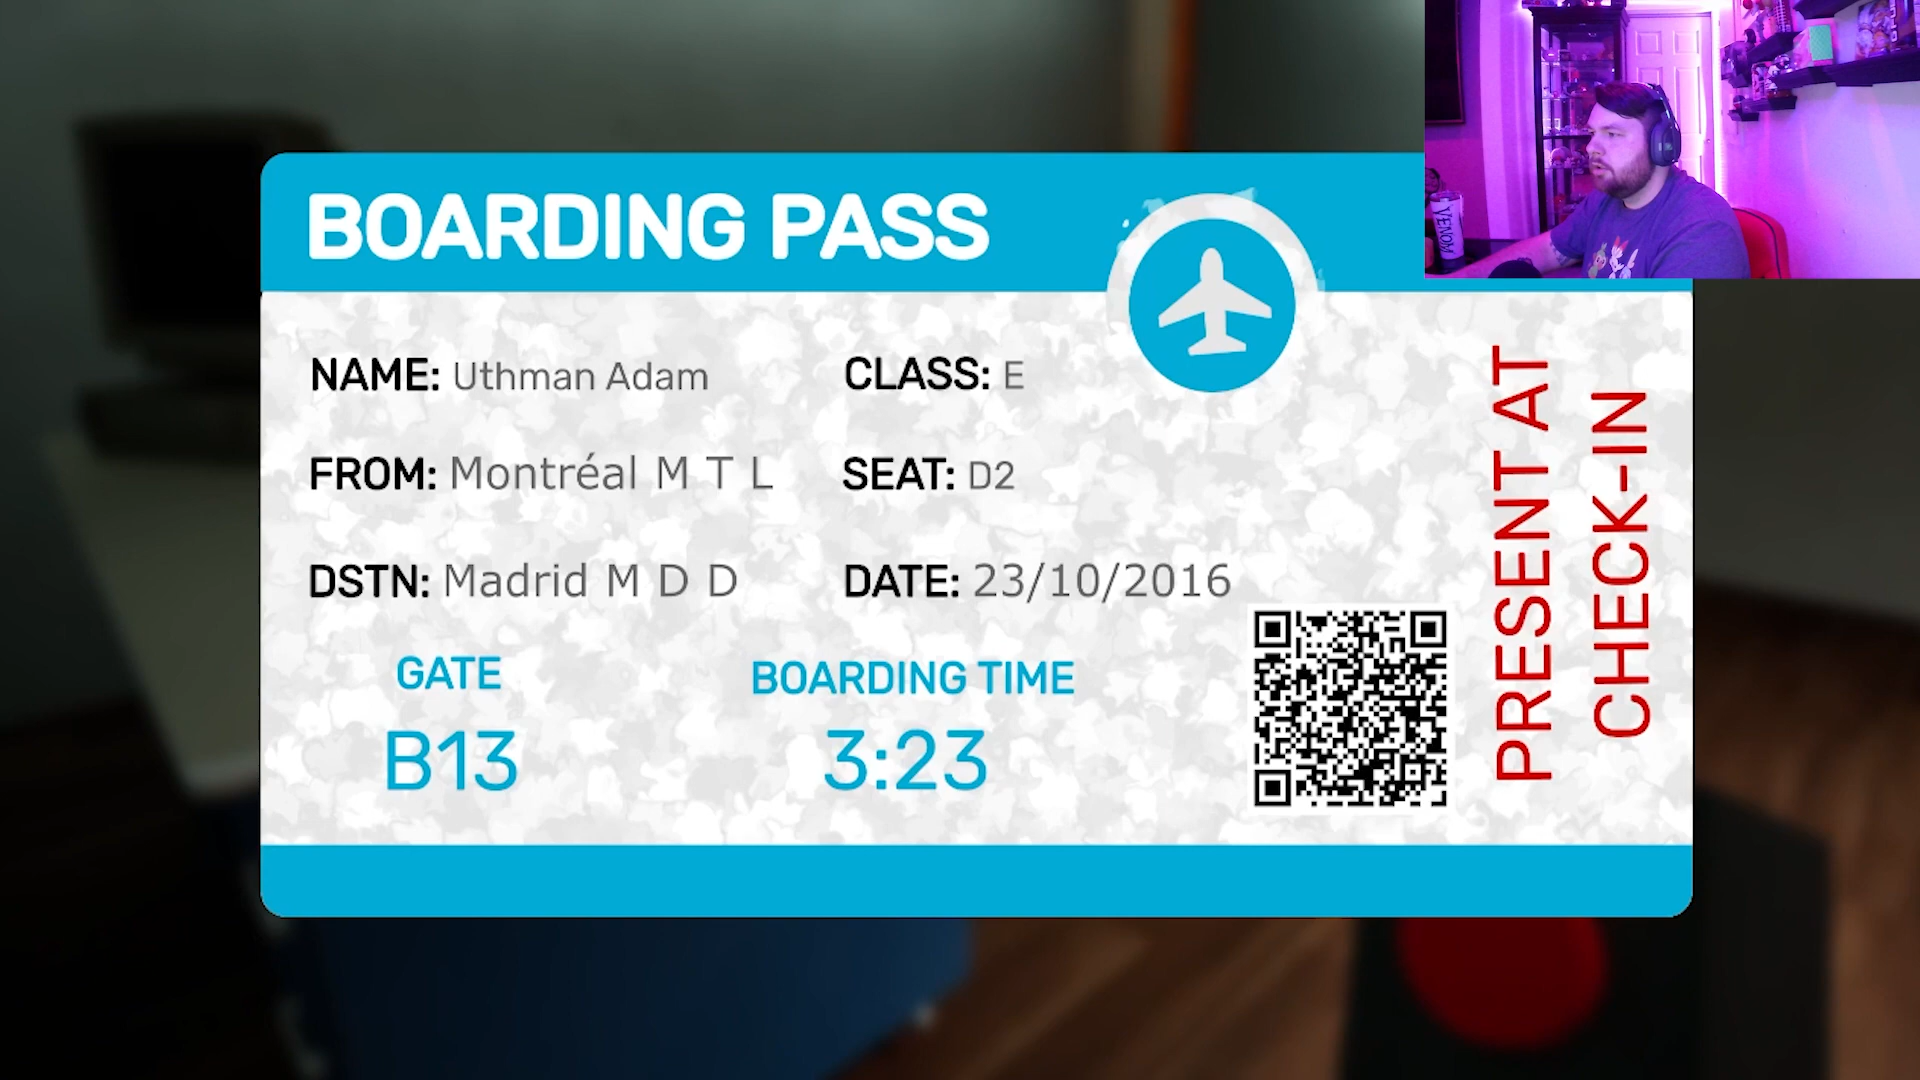 BOARDING PASS
NAME: Uthman Adam
CLASS: E
FROM: Montréal M T L
SEAT: D2
DSTN: Madrid M D D
DATE: 23/10/2016
GATE
BOARDING TIME
B13
3:23
PRESENT AT
CHECK-IN
VENOM